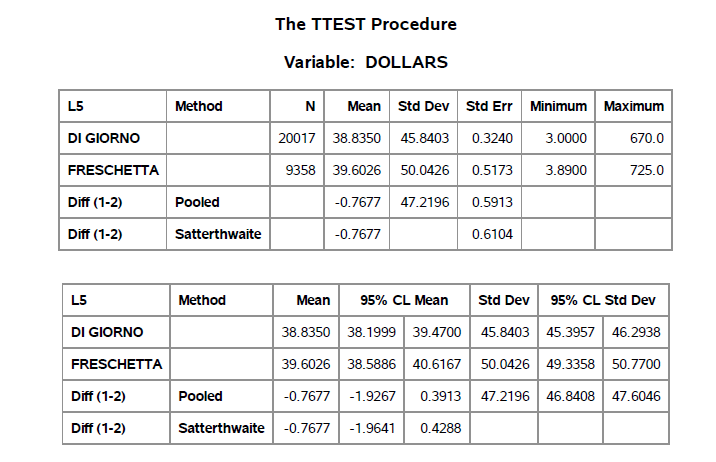 The TTEST Procedure
Variable: DOLLARS
L5 Method N Mean Std Dev Std Err Minimum Maximum
DI GIORNO 20017 38.8350 45.8403 0.3240 3.0000 670.0
FRESCHETTA 9358 39.6026 50.0426 0.5173 3.8900 725.0
Diff (1-2) Pooled -0.7677 47.2196 0.5913
Diff (1-2) Satterthwaite -0.7677 0.6104
L5 Method Mean 95% CL Mean Std Dev 95% CL Std Dev
DI GIORNO 38.8350 38.1999 39.4700 45.8403 45.3957 46.2938
FRESCHETTA 39.6026 38.5886 40.6167 50.0426 49.3358 50.7700
Diff (1-2) Pooled -0.7677 -1.9267 0.3913 47.2196 46.8408 47.6046
Diff (1-2) Satterthwaite -0.7677 -1.9641 0.4288